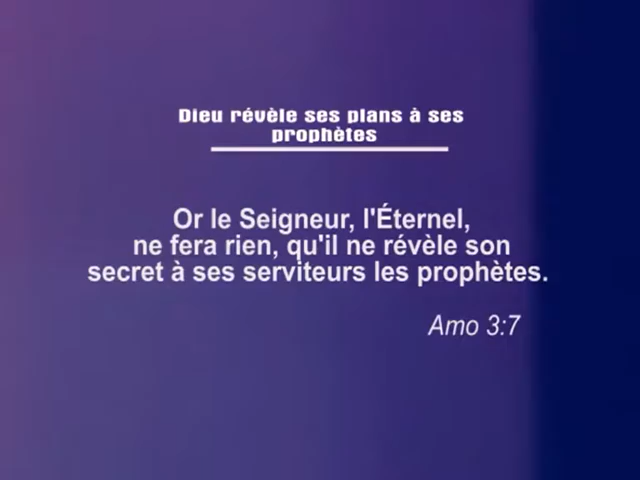 Dieu révèle ses plans à ses
prophètes
Or le Seigneur, l'Éternel,
ne fera rien, qu'il ne révèle son
secret à ses serviteurs les prophètes.
Amo 3:7